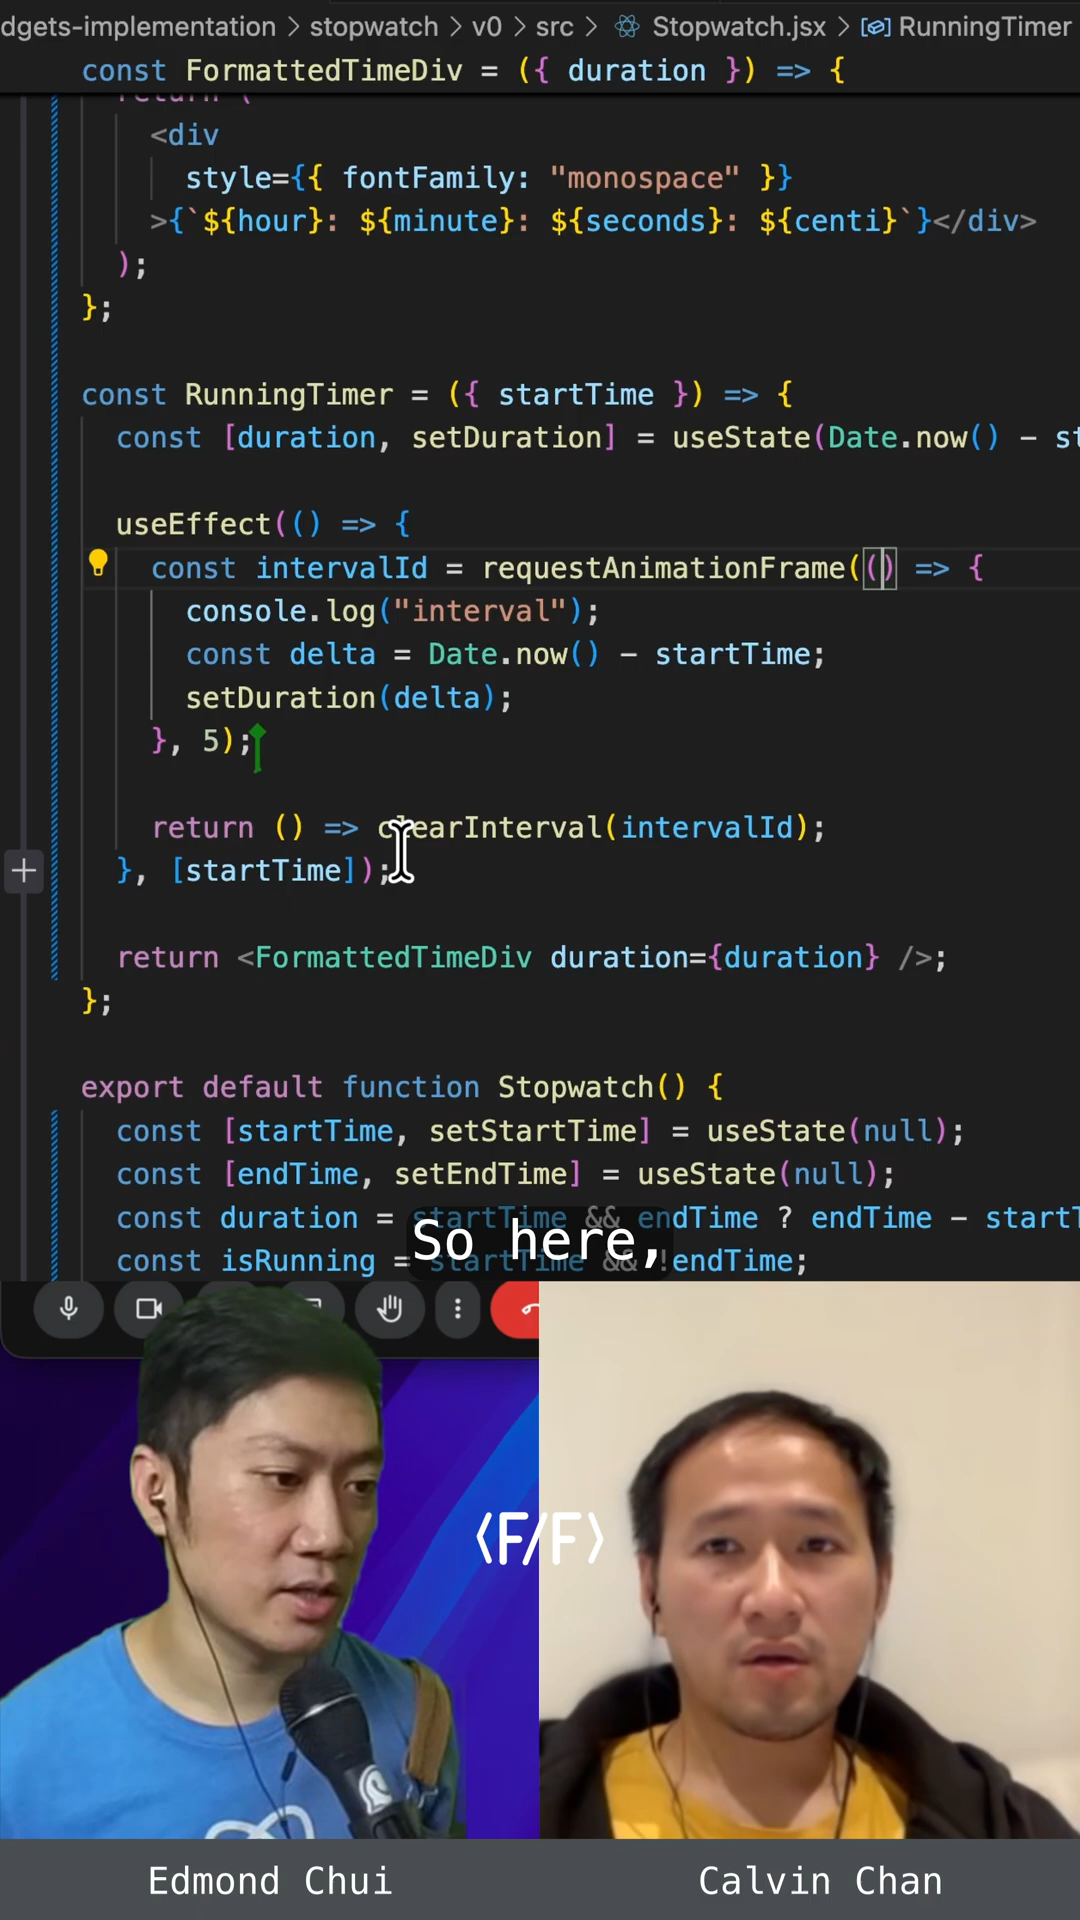 dgets-implementation > stopwatch > v0 > src > Stopwatch.jsx > RunningTimer
const FormattedTimeDiv = ({ duration }) => {
return (
<div
style={{ fontFamily: "monospace" }}
>{`${hour}: ${minute}: ${seconds}: ${centi}`}</div>
);
};
const RunningTimer = ({ startTime }) => {
const [duration, setDuration] = useState(Date.now() - st
useEffect(() => {
const intervalId = requestAnimationFrame(() => {
console.log("interval");
const delta = Date.now() - startTime;
setDuration(delta);
}, 5);
return () => clearInterval(intervalId);
}, [startTime]);
return <FormattedTimeDiv duration={duration} />;
};
export default function Stopwatch() {
const [startTime, setStartTime] = useState(null);
const [endTime, setEndTime] = useState(null);
const duration = startTime && endTime ? endTime - startT
So here,
const isRunning = startTime && !endTime;
⟨F/F⟩
Edmond Chui
Calvin Chan